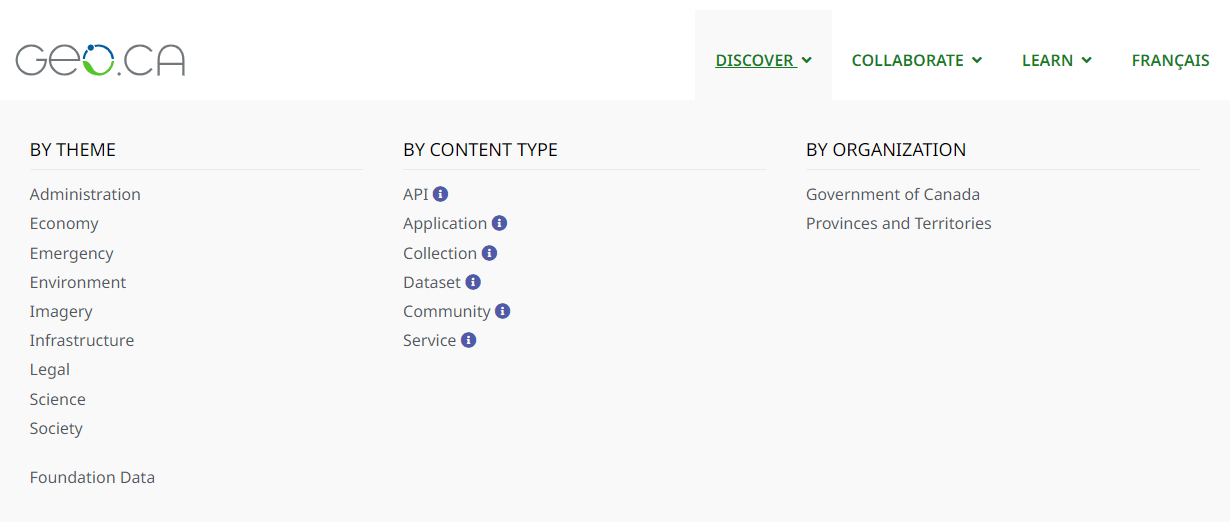 GEO.CA
DISCOVER
COLLABORATE
LEARN
FRANÇAIS
BY THEME
Administration
Economy
Emergency
Environment
Imagery
Infrastructure
Legal
Science
Society
Foundation Data
BY CONTENT TYPE
API
Application
Collection
Dataset
Community
Service
BY ORGANIZATION
Government of Canada
Provinces and Territories